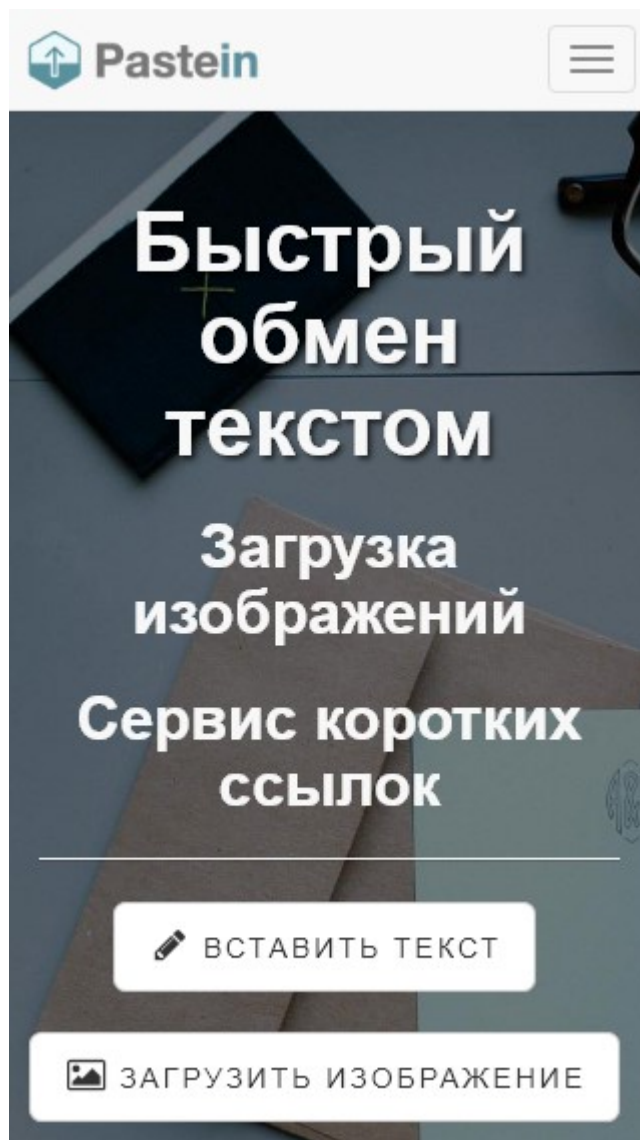 Pastein
Быстрый
обмен
текстом
Загрузка
изображений
Сервис коротких
ссылок
ВСТАВИТЬ ТЕКСТ
ЗАГРУЗИТЬ ИЗОБРАЖЕНИЕ